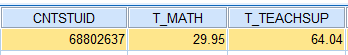 CNTSTUID T_MATH T_TEACHSUP
68802637 29.95 64.04